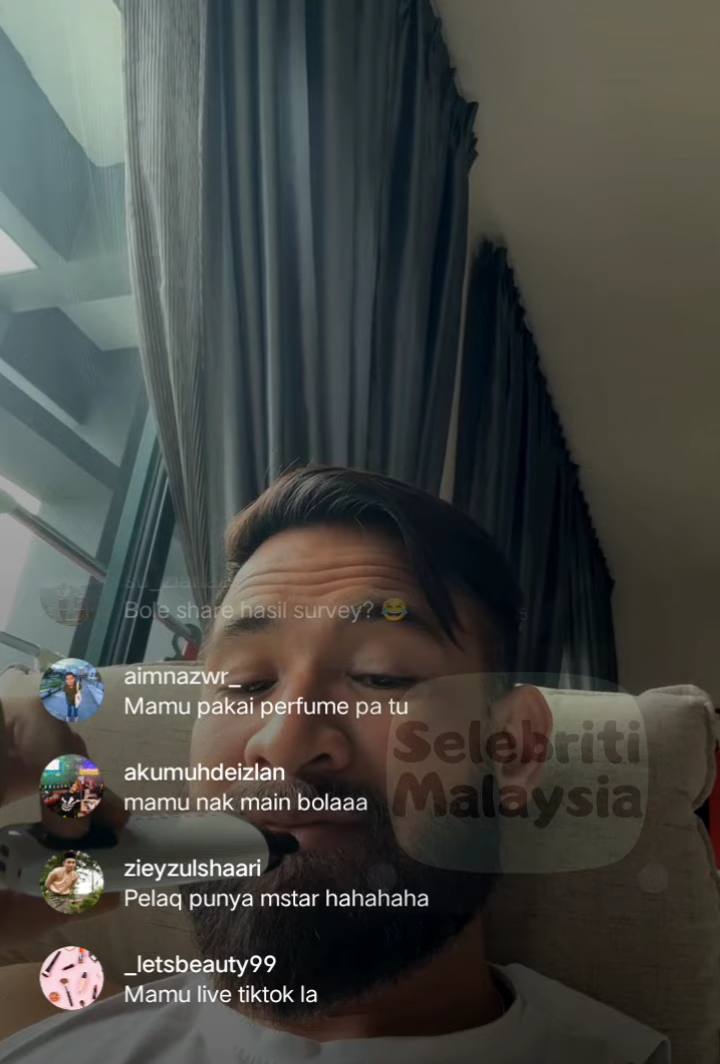 Bole share hasil survey? 😂
aimnazwr_
Mamu pakai perfume pa tu
Selebriti
Malaysia
akumuhdeizlan
mamu nak main bolaaa
zieyzulshaari
Pelaq punya mstar hahahaha
_letsbeauty99
Mamu live tiktok la